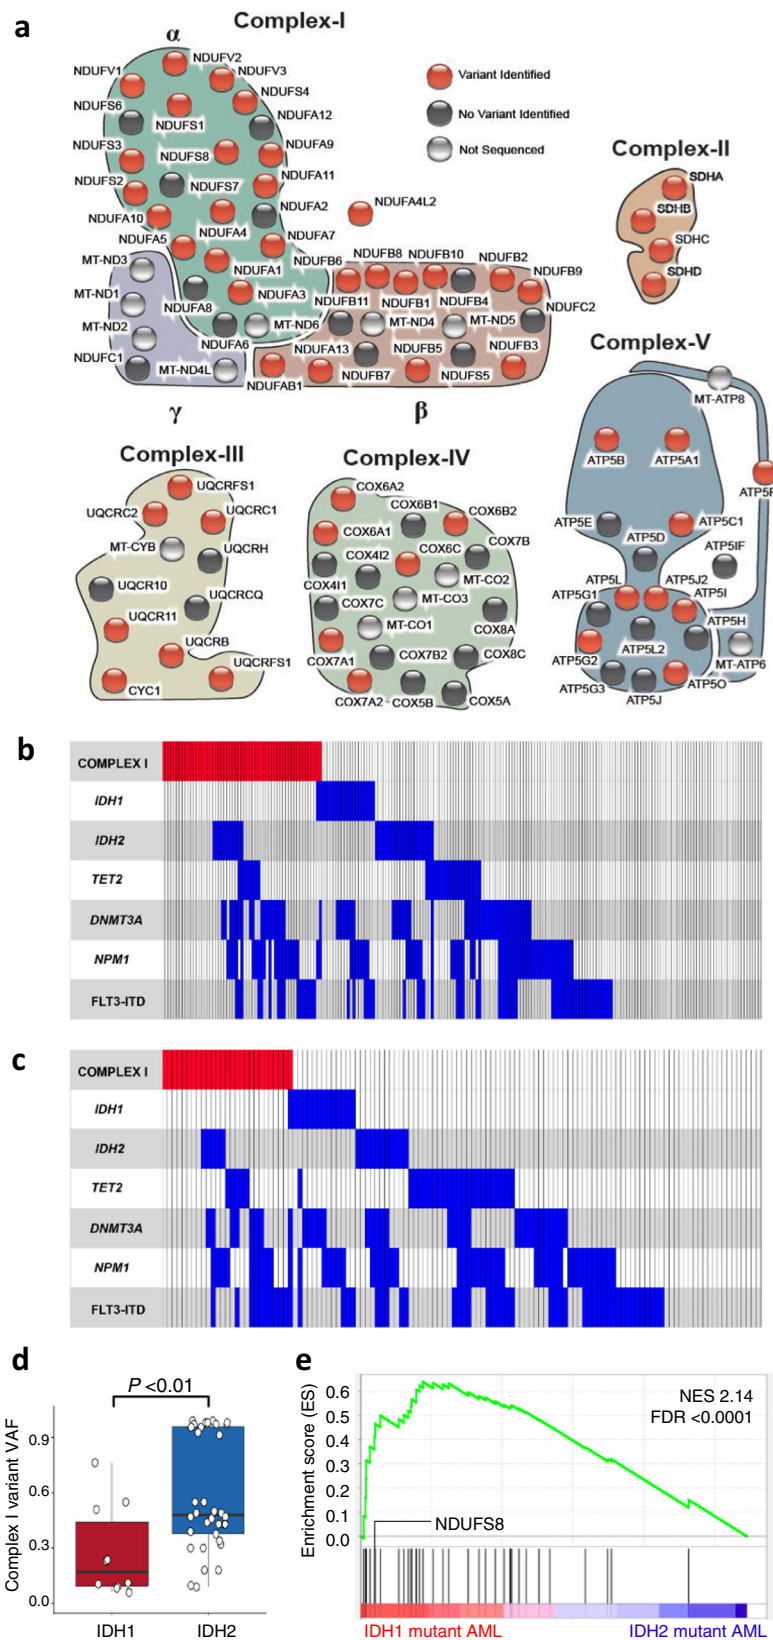 a
Complex-I
α
NDUFV2
NDUFV1
NDUFV3
NDUFS6
NDUFS4
NDUFS1
NDUFA12
NDUFS3
NDUFS8
NDUFA9
NDUFS2
NDUFS7
NDUFA11
NDUFA10
NDUFA2
NDUFA4L2
NDUFA5
NDUFA4
NDUFA7
MT-ND3
NDUFA1
NDUFB6
NDUFB8
NDUFB10
NDUFB2
NDUFB9
MT-ND1
NDUFA8
NDUFA3
NDUFB11
NDUFB1
NDUFB4
NDUFC2
MT-ND2
MT-ND6
MT-ND4
MT-ND5
NDUFC1
NDUFA6
NDUFA13
NDUFB5
NDUFB3
MT-ND4L
NDUFAB1
NDUFB7
NDUFS5
γ
β
Variant Identified
No Variant Identified
Not Sequenced
Complex-II
SDHA
SDHB
SDHC
SDHD
Complex-III
UQCRFS1
UQCRC2
UQCRC1
MT-CYB
UQCRH
UQCR10
UQCRCQ
UQCR11
UQCRB
UQCRFS1
CYC1
Complex-IV
COX6A2
COX6B1
COX6B2
COX6A1
COX7B
COX4I2
COX6C
COX4I1
MT-CO2
COX7C
MT-CO3
MT-CO1
COX8A
COX7A1
COX7B2
COX8C
COX7A2
COX5B
COX5A
Complex-V
MT-ATP8
ATP5B
ATP5A1
ATP5E
ATP5C1
ATP5D
ATP5IF
ATP5L
ATP5J2
ATP5G1
ATP5I
ATP5H
ATP5L2
ATP5G2
MT-ATP6
ATP5G3
ATP5O
ATP5J
b
COMPLEX I
IDH1
IDH2
TET2
DNMT3A
NPM1
FLT3-ITD
c
COMPLEX I
IDH1
IDH2
TET2
DNMT3A
NPM1
FLT3-ITD
d
P <0.01
Complex I variant VAF
0.9
0.6
0.3
0.0
IDH1
IDH2
e
Enrichment score (ES)
0.6
0.5
0.4
0.3
0.2
0.1
0.0
NES 2.14
FDR <0.0001
NDUFS8
IDH1 mutant AML
IDH2 mutant AML